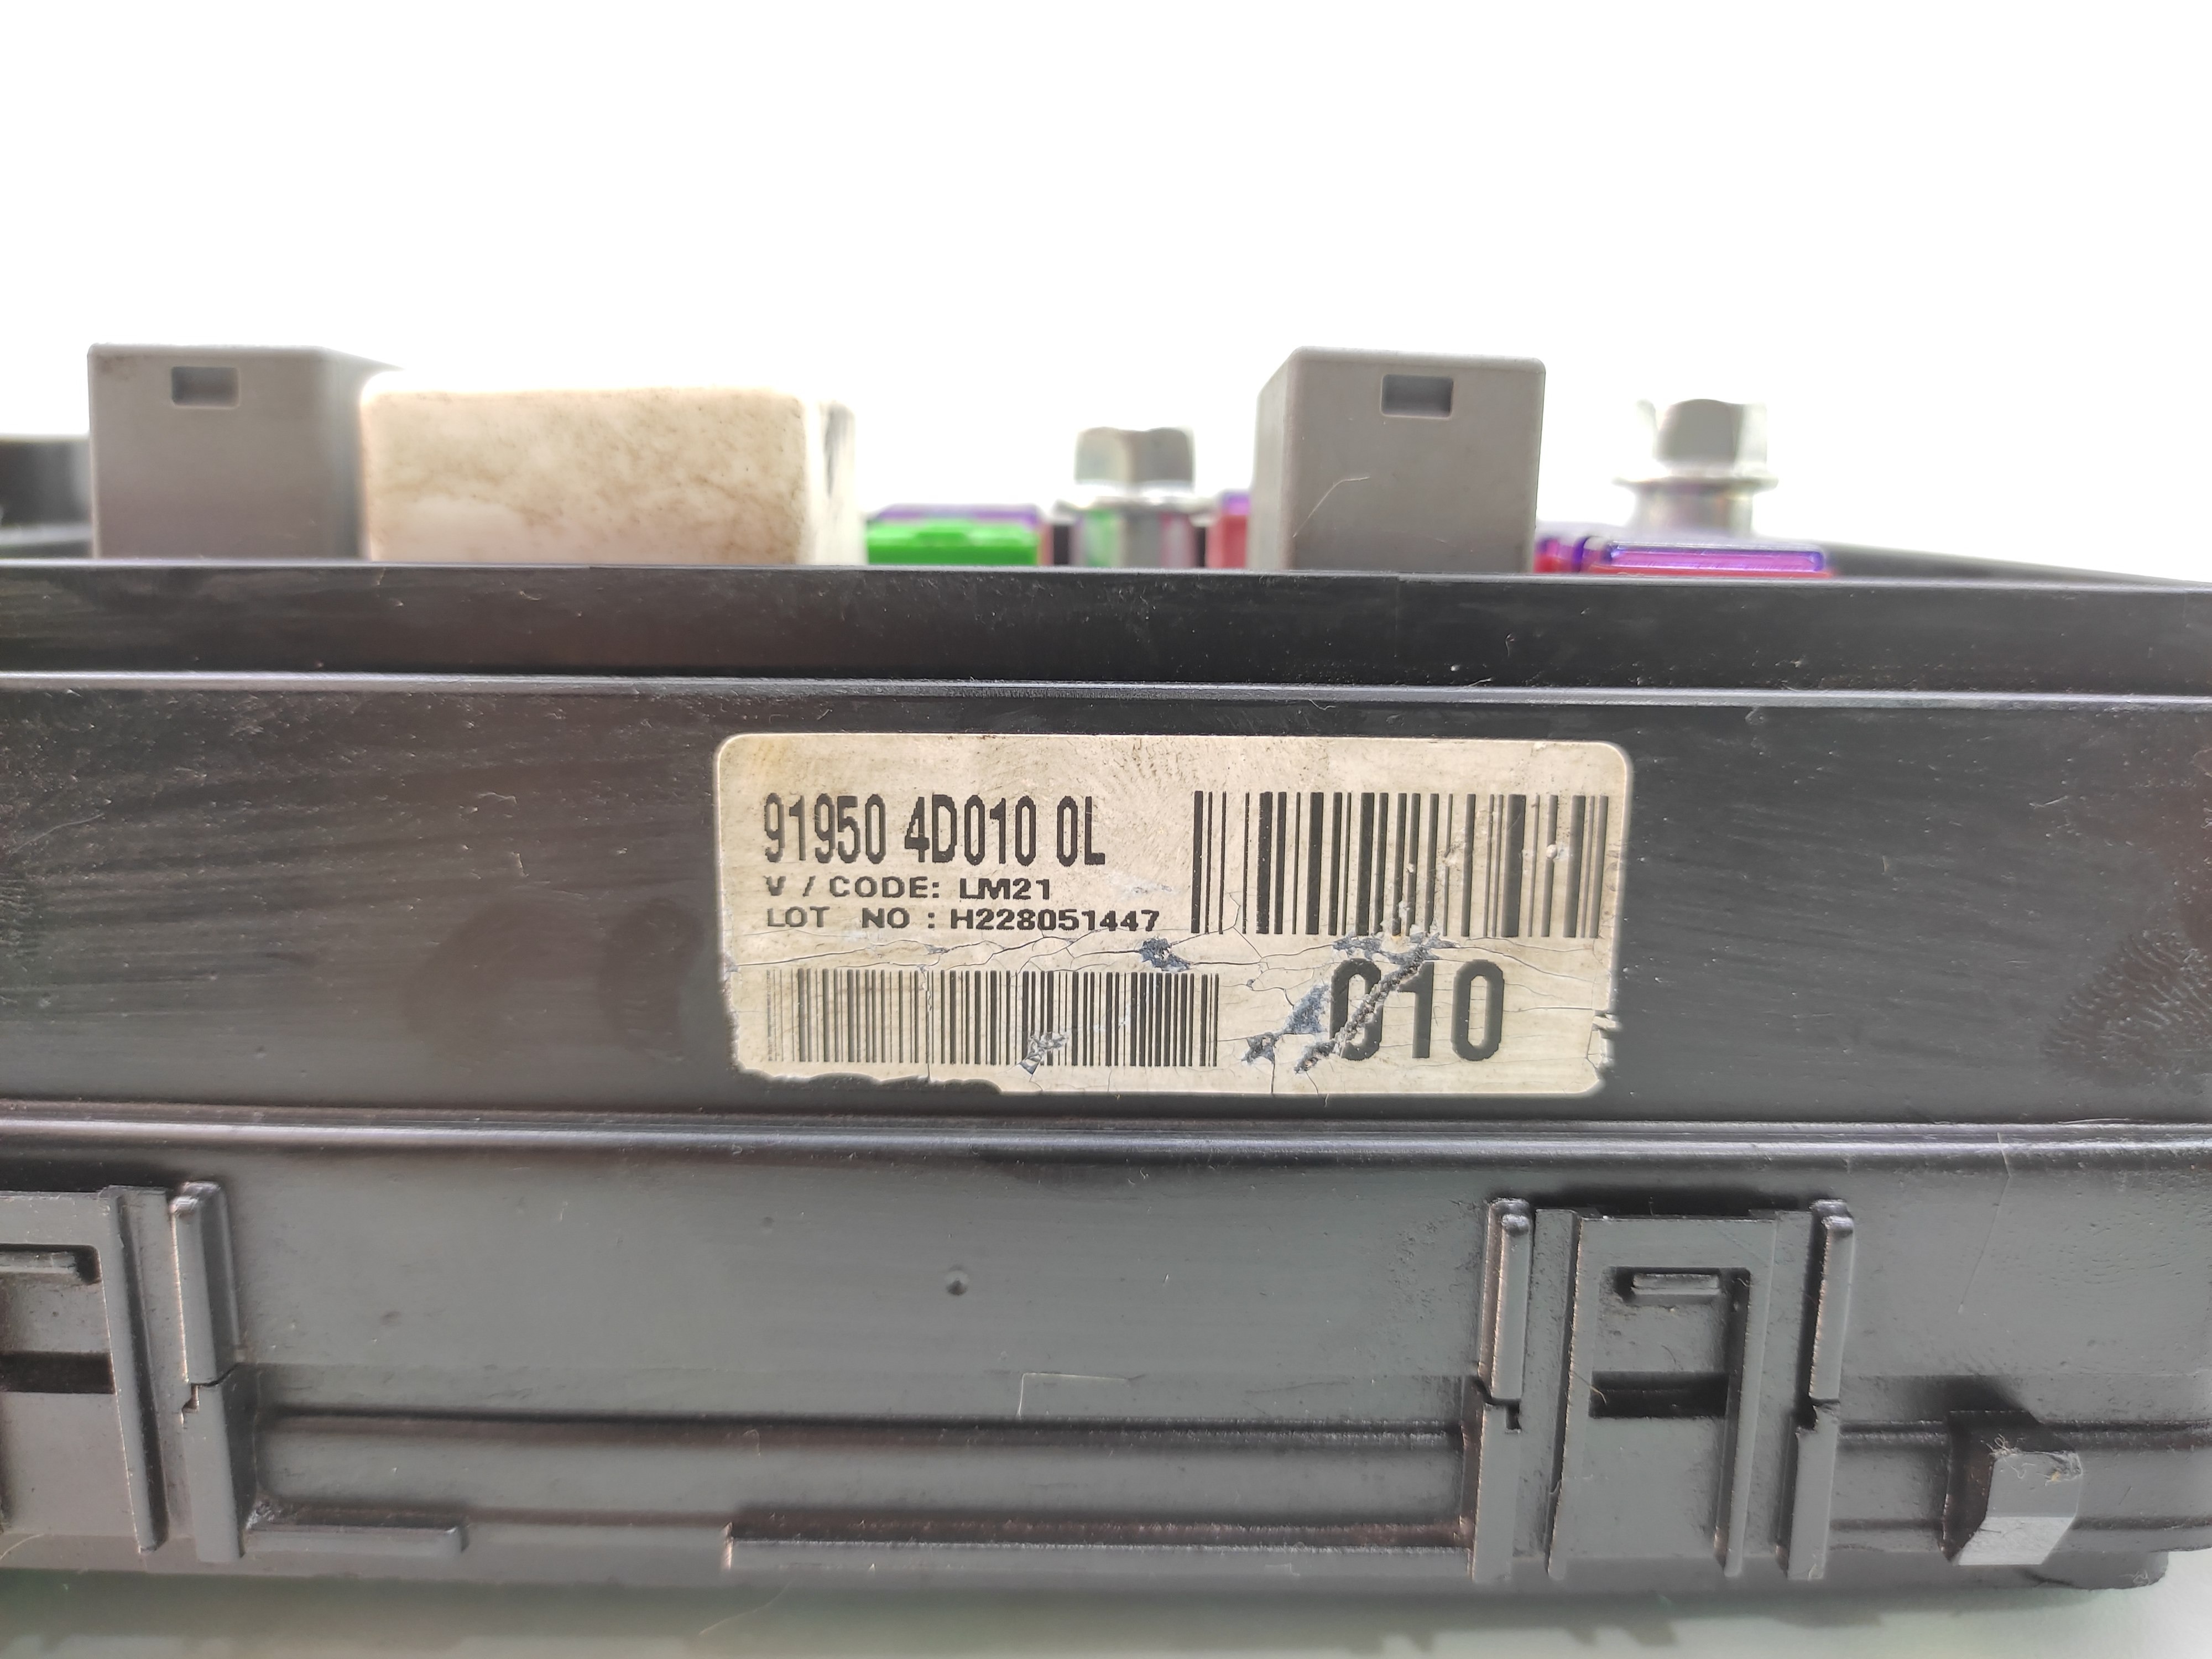 91950 4D010 0L
V / CODE: LM21
LOT NO : H228051447
010